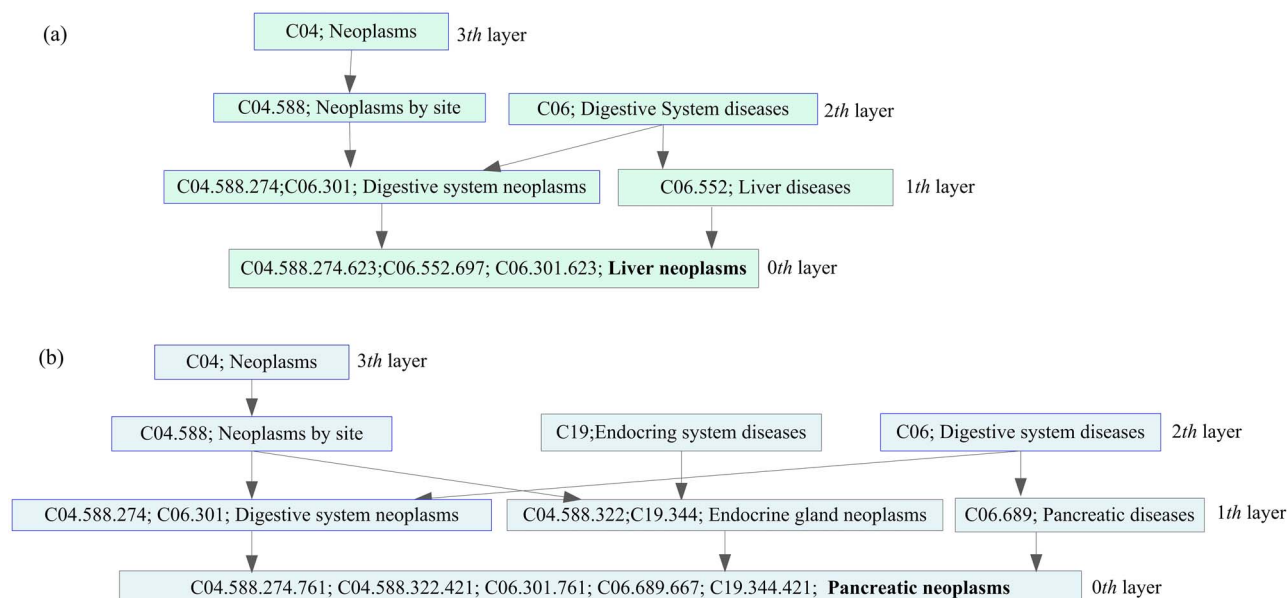 (a)
C04; Neoplasms
3th layer
C04.588; Neoplasms by site
C06; Digestive System diseases
2th layer
C04.588.274;C06.301; Digestive system neoplasms
C06.552; Liver diseases
1th layer
C04.588.274.623;C06.552.697; C06.301.623; Liver neoplasms
0th layer
(b)
C04; Neoplasms
3th layer
C04.588; Neoplasms by site
C19;Endocring system diseases
C06; Digestive system diseases
2th layer
C04.588.274; C06.301; Digestive system neoplasms
C04.588.322;C19.344; Endocrine gland neoplasms
C06.689; Pancreatic diseases
1th layer
C04.588.274.761; C04.588.322.421; C06.301.761; C06.689.667; C19.344.421; Pancreatic neoplasms
0th layer